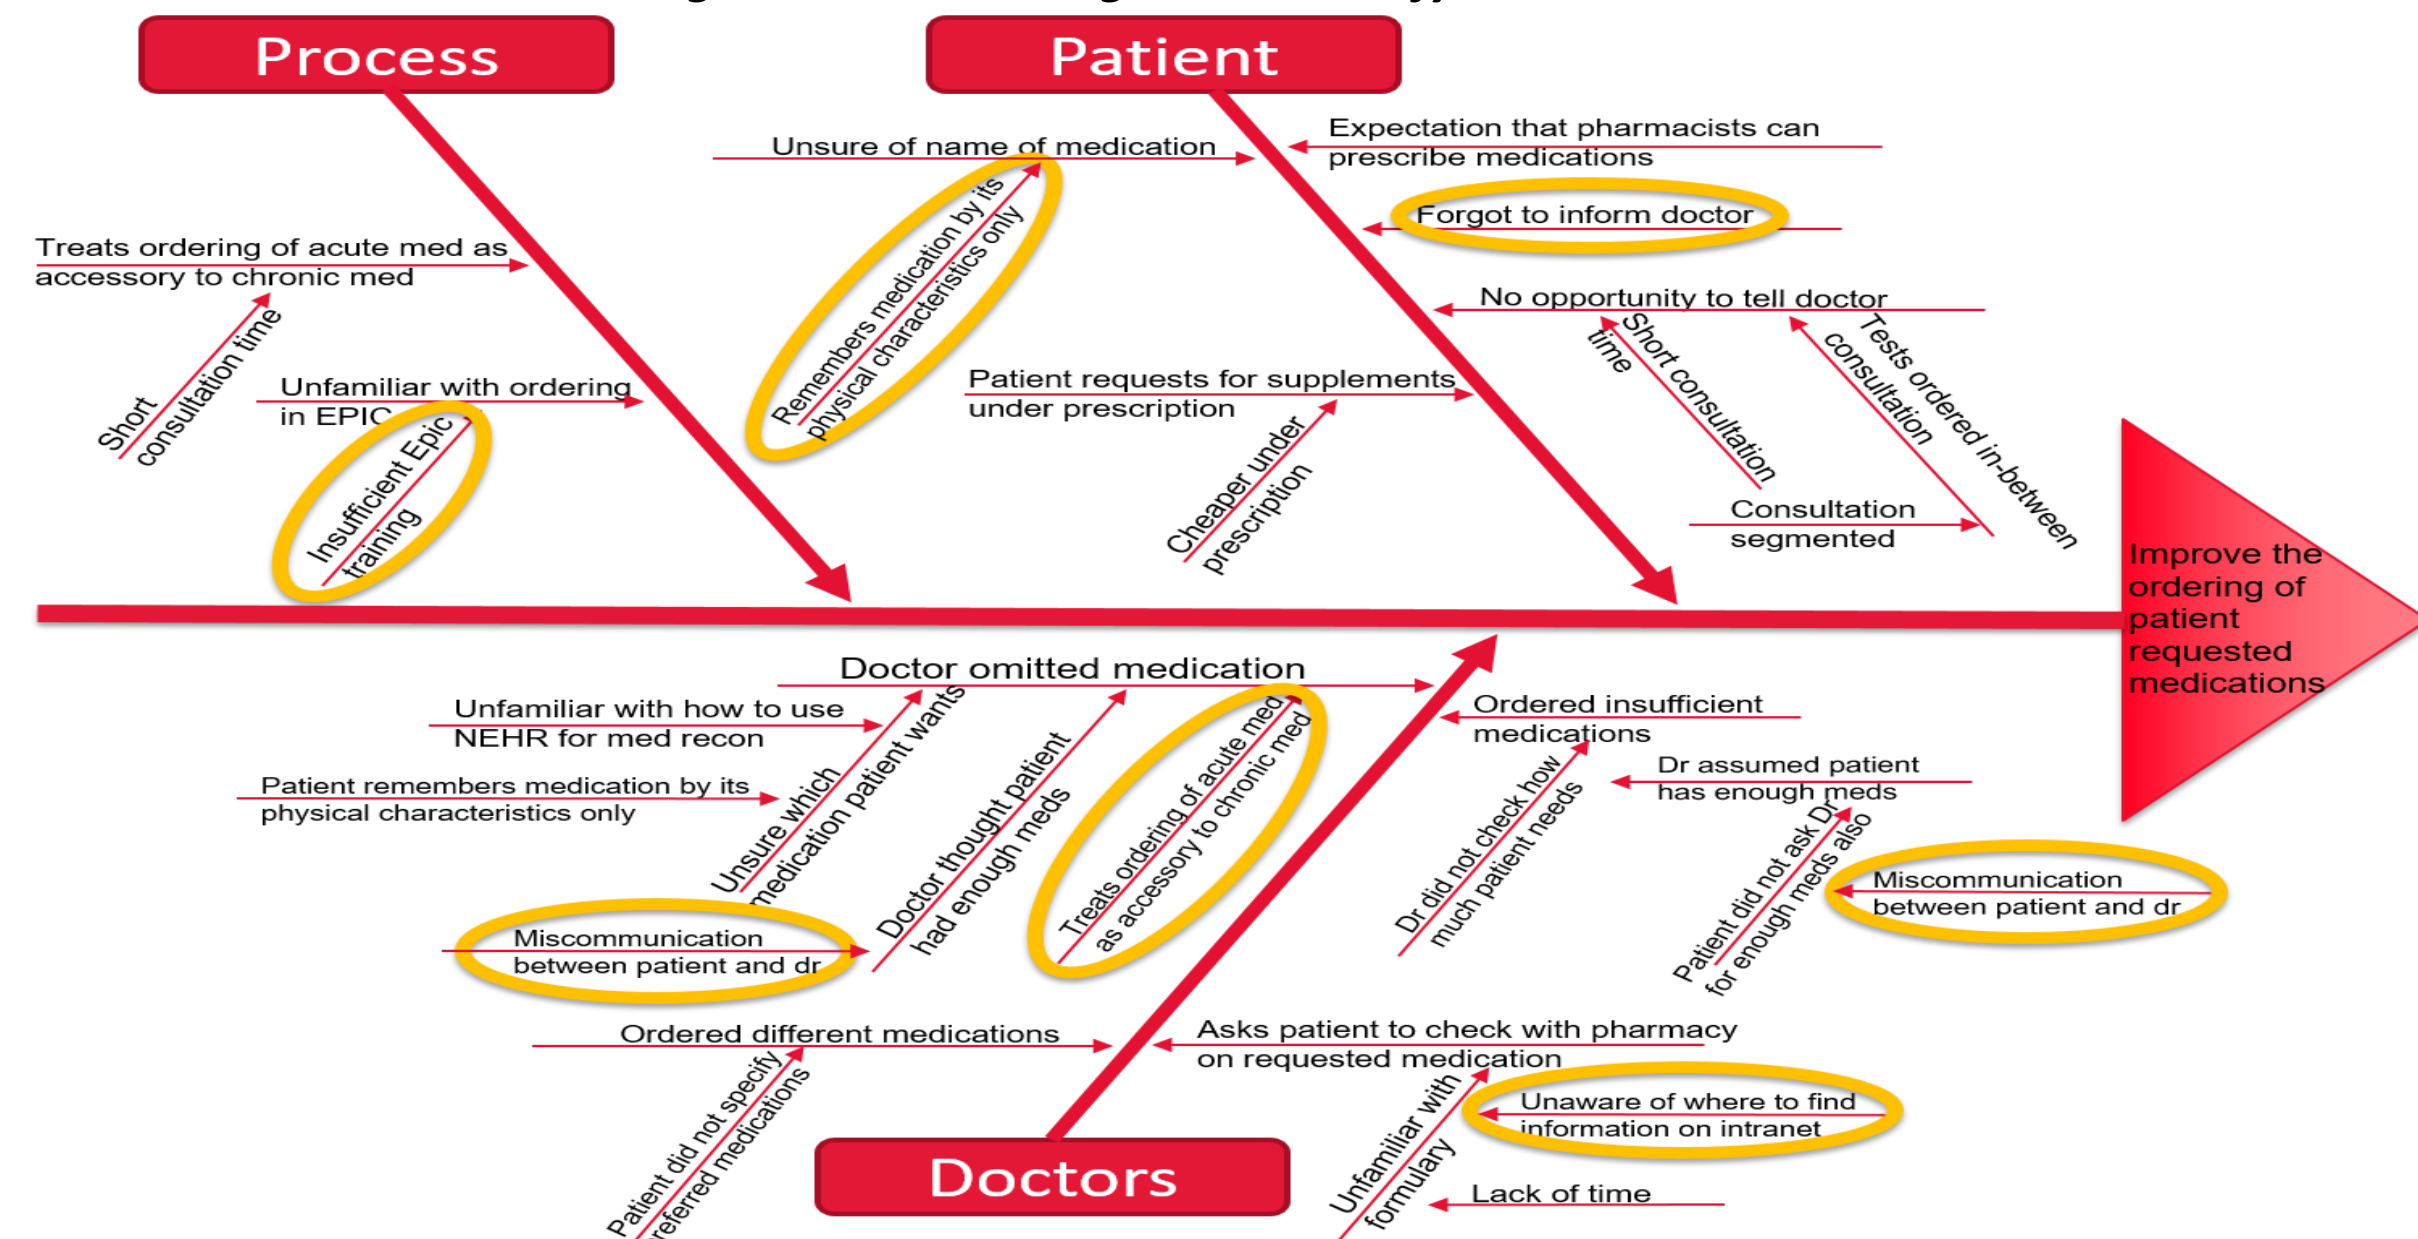 Process
Patient
Unsure of name of medication
Remembers medication by its
physical characteristics only
Expectation that pharmacists can
prescribe medications
Forgot to inform doctor
Treats ordering of acute med as
accessory to chronic med
Short
consultation time
Unfamiliar with ordering
in EPIC
Insufficient Epic
training
No opportunity to tell doctor
Short consultation
time
Tests ordered in-between
consultation
Consultation
segmented
Patient requests for supplements
under prescription
Cheaper under
prescription
Improve the
ordering of
patient
requested
medications
Doctor omitted medication
Unfamiliar with how to use
NEHR for med recon
Patient remembers medication by its
physical characteristics only
Unsure which
medication patient wants
Doctor thought patient
had enough meds
Miscommunication
between patient and dr
Treats ordering of acute med
as accessory to chronic med
Ordered insufficient
medications
Dr did not check how
much patient needs
Dr assumed patient
has enough meds
Patient did not ask Dr
for enough meds also
Miscommunication
between patient and dr
Ordered different medications
Patient did not specify
referred medications
Asks patient to check with pharmacy
on requested medication
Unfamiliar with
formulary
Unaware of where to find
information on intranet
Lack of time
Doctors